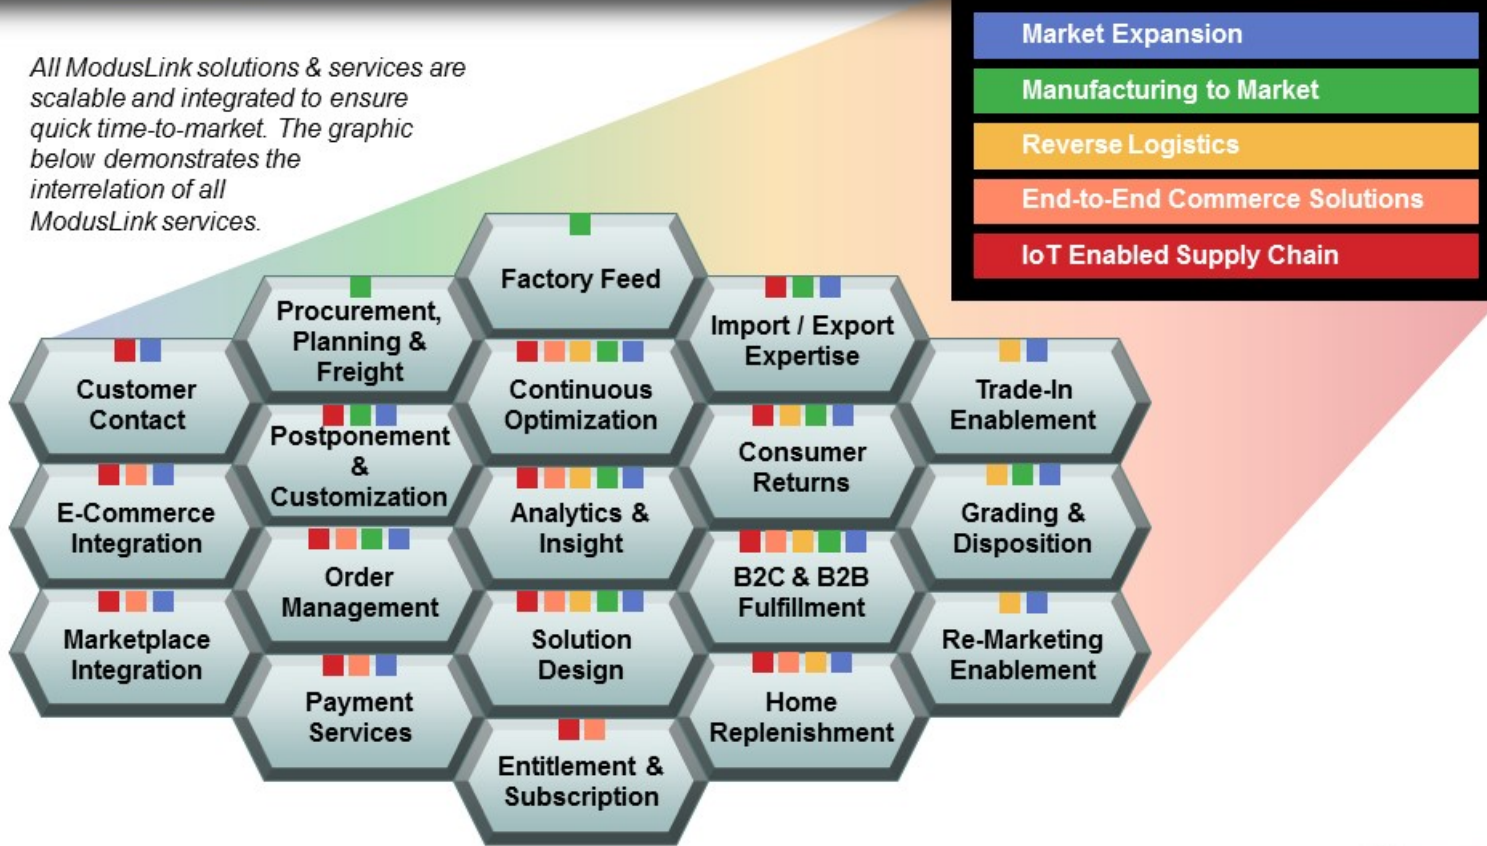 All ModusLink solutions & services are
scalable and integrated to ensure
quick time-to-market. The graphic
below demonstrates the
interrelation of all
ModusLink services.
Market Expansion
Manufacturing to Market
Reverse Logistics
End-to-End Commerce Solutions
IoT Enabled Supply Chain
Customer
Contact
E-Commerce
Integration
Marketplace
Integration
Procurement,
Planning &
Freight
Postponement
&
Customization
Order
Management
Payment
Services
Factory Feed
Continuous
Optimization
Analytics &
Insight
Solution
Design
Entitlement &
Subscription
Import / Export
Expertise
Consumer
Returns
B2C & B2B
Fulfillment
Home
Replenishment
Trade-In
Enablement
Grading &
Disposition
Re-Marketing
Enablement